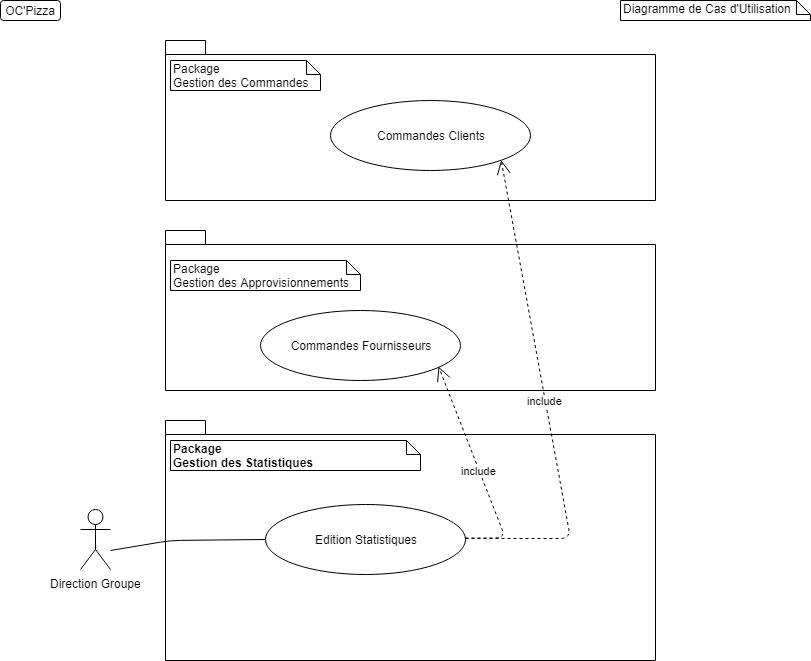 OC'Pizza
Diagramme de Cas d'Utilisation
Package
Gestion des Commandes
Commandes Clients
Package
Gestion des Approvisionnements
Commandes Fournisseurs
include
Package
Gestion des Statistiques
include
Edition Statistiques
Direction Groupe